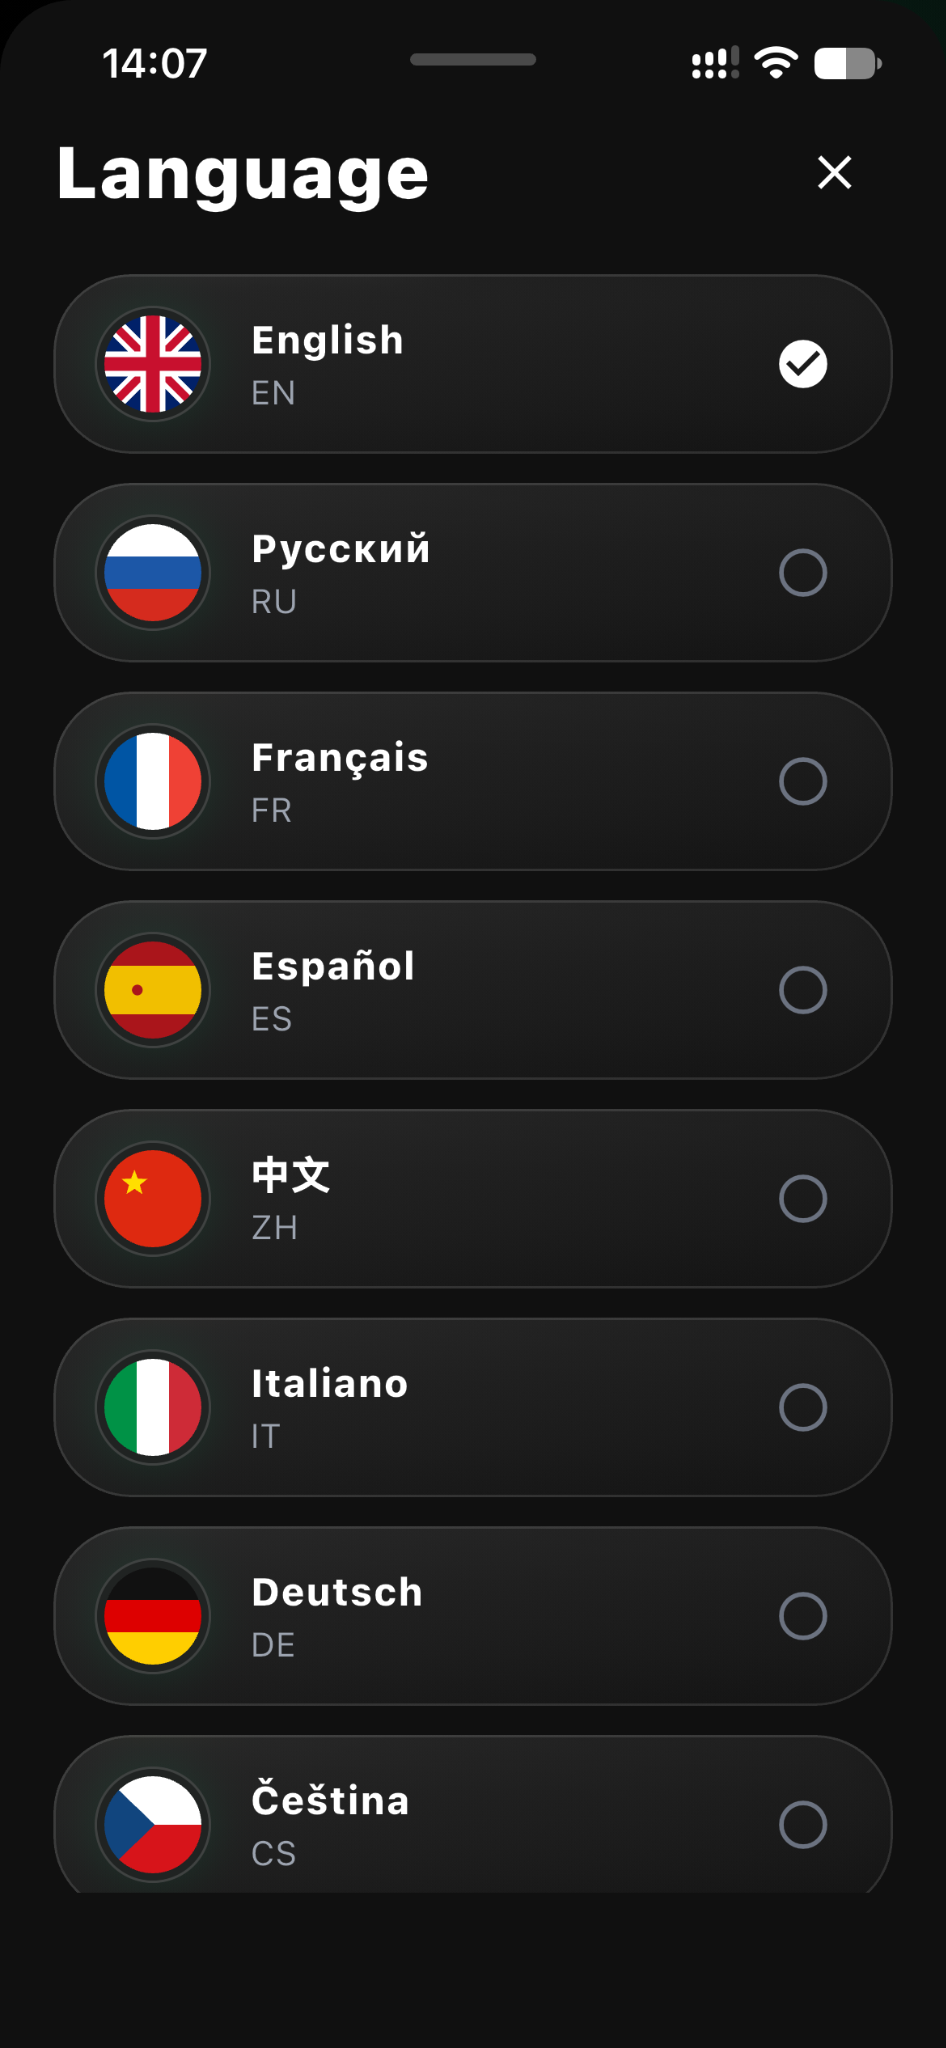 14:07
Language
English
EN
Русский
RU
Français
FR
Español
ES
中文
ZH
Italiano
IT
Deutsch
DE
Čeština
CS